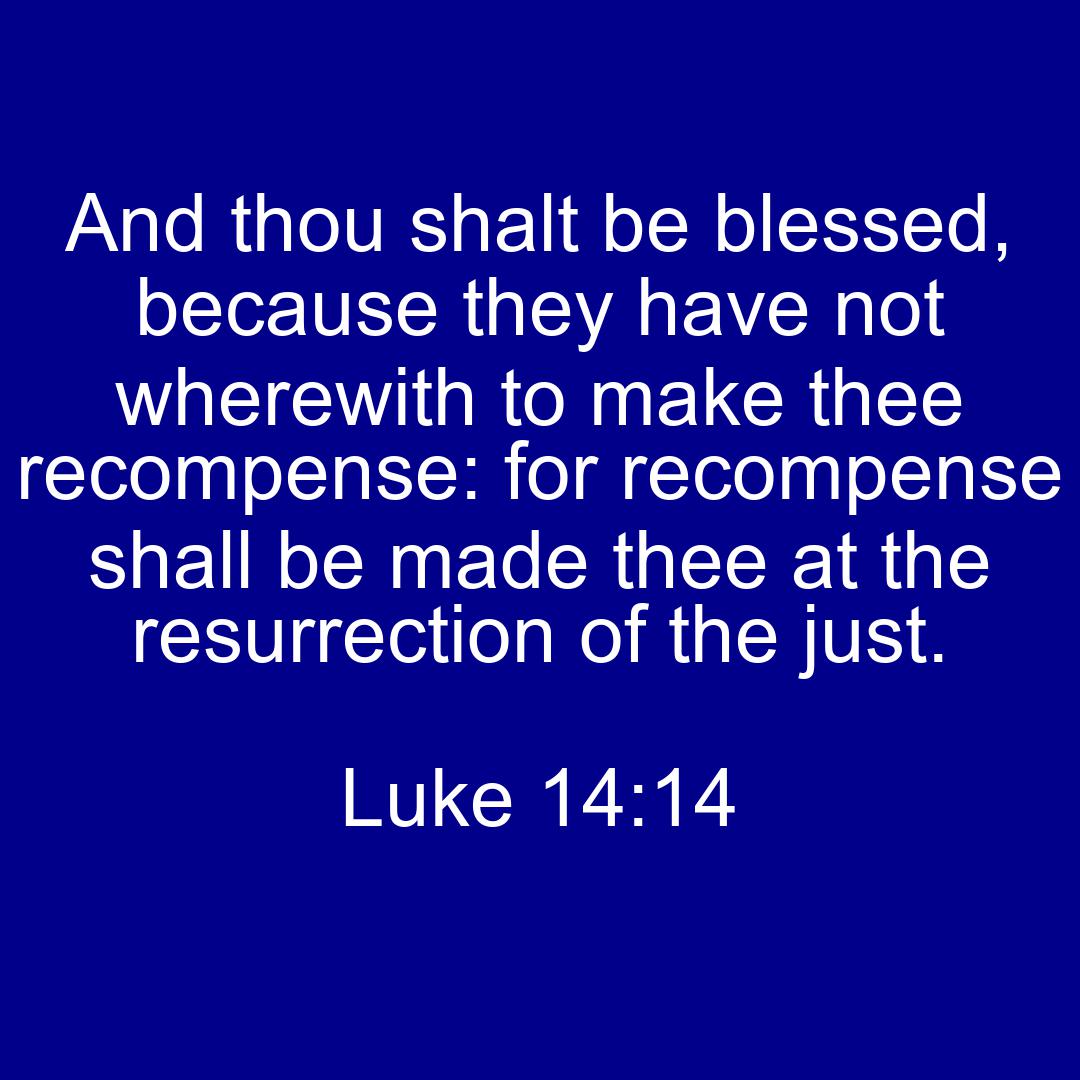 And thou shalt be blessed,
because they have not
wherewith to make thee
recompense: for recompense
shall be made thee at the
resurrection of the just.
Luke 14:14